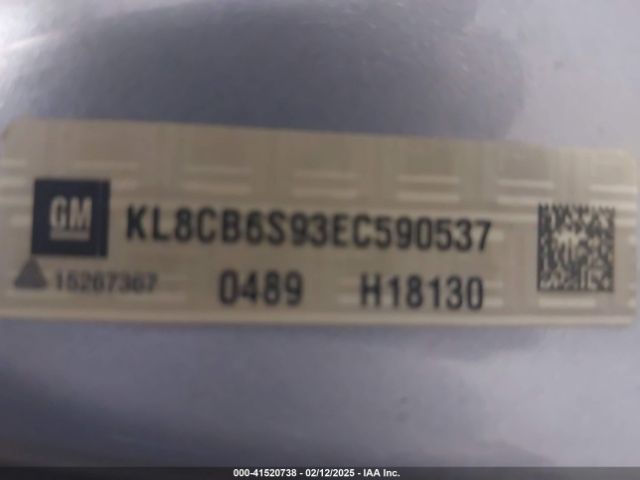 GM
KL8CB6S93EC590537
15267367 0489 H18130
000-41520738 - 02/12/2025 - IAA Inc.